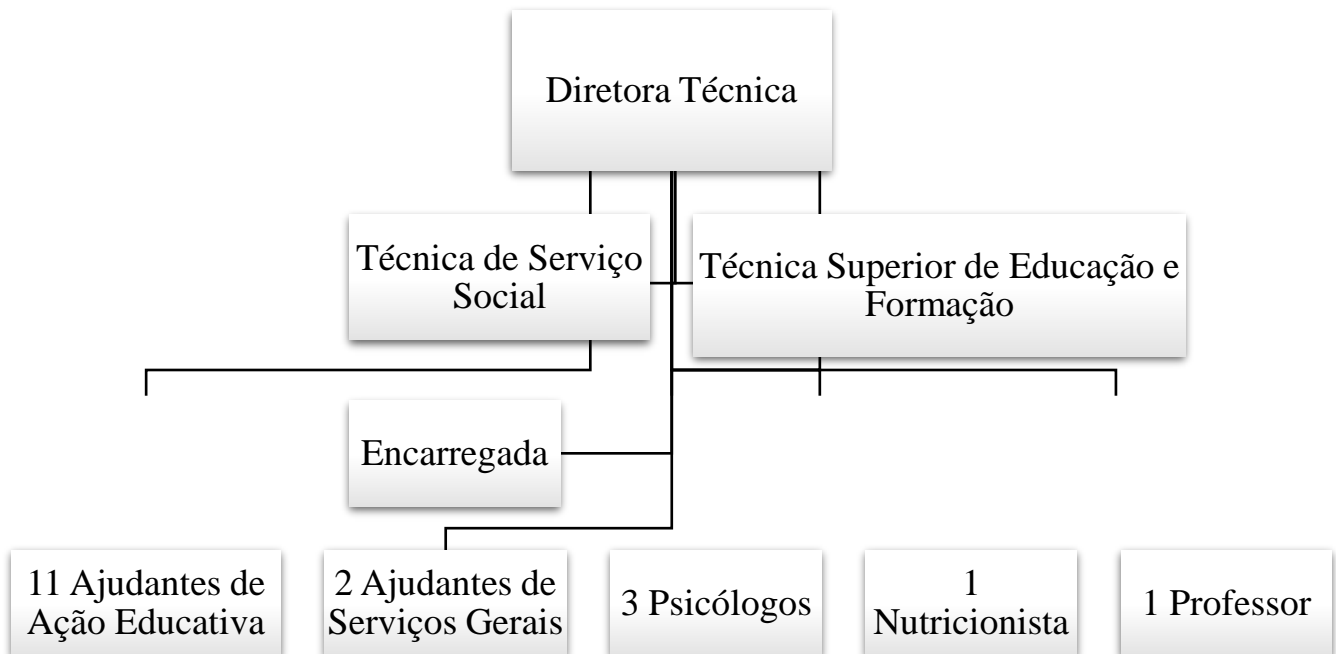 Diretora Técnica
Técnica de Serviço
Social
Técnica Superior de Educação e
Formação
Encarregada
11 Ajudantes de
Ação Educativa
2 Ajudantes de
Serviços Gerais
3 Psicólogos
1
Nutricionista
1 Professor